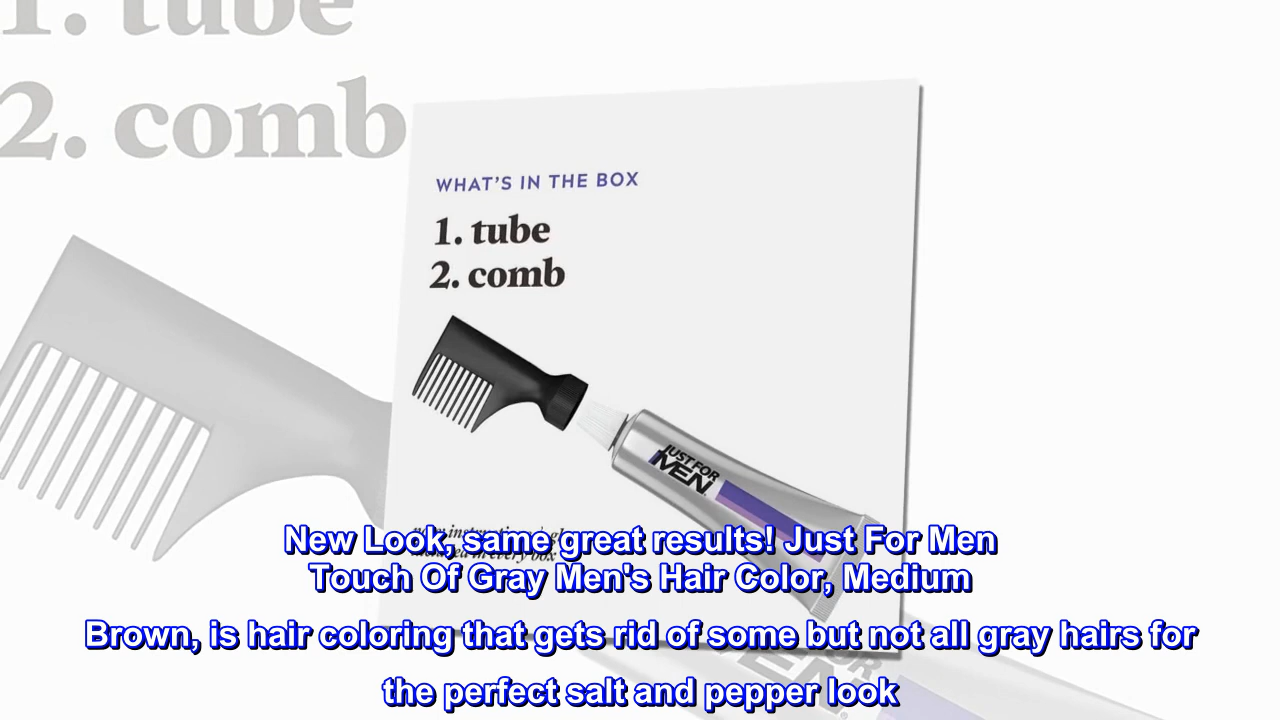 1. tube
2. comb
WHAT'S IN THE BOX
1. tube
2. comb
JUST FOR
MEN
New Look, same great results! Just For Men
Touch Of Gray Men's Hair Color, Medium
Brown, is hair coloring that gets rid of some but not all gray hairs for
the perfect salt and pepper look